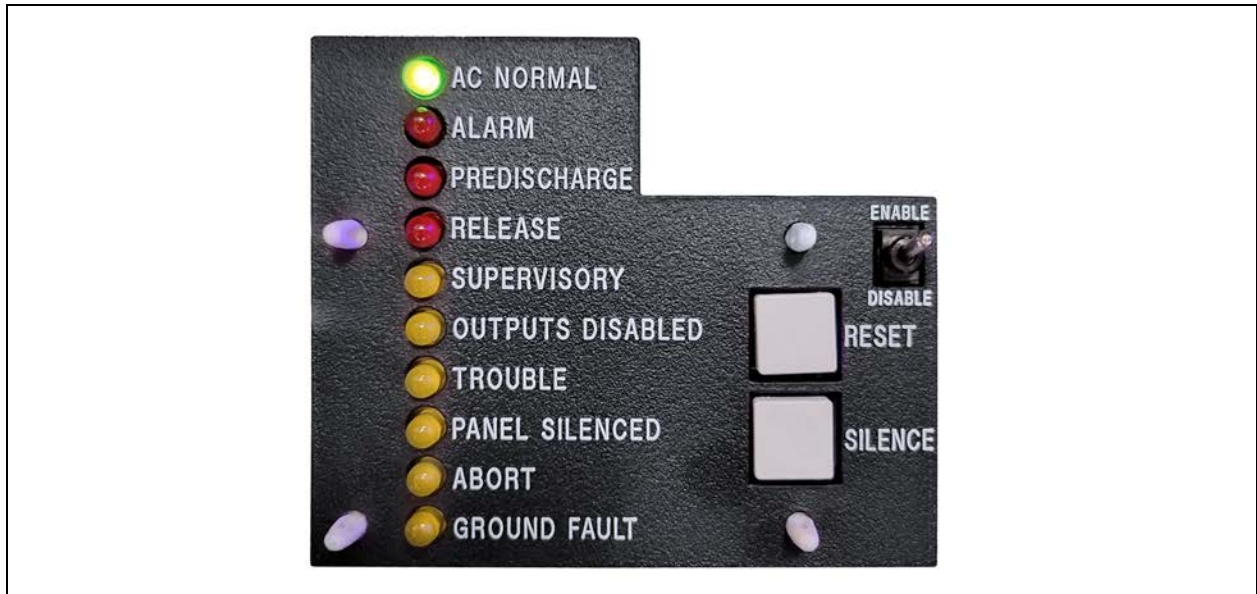 AC NORMAL
ALARM
PREDISCHARGE
RELEASE
SUPERVISORY
OUTPUTS DISABLED
TROUBLE
PANEL SILENCED
ABORT
GROUND FAULT
ENABLE
DISABLE
RESET
SILENCE